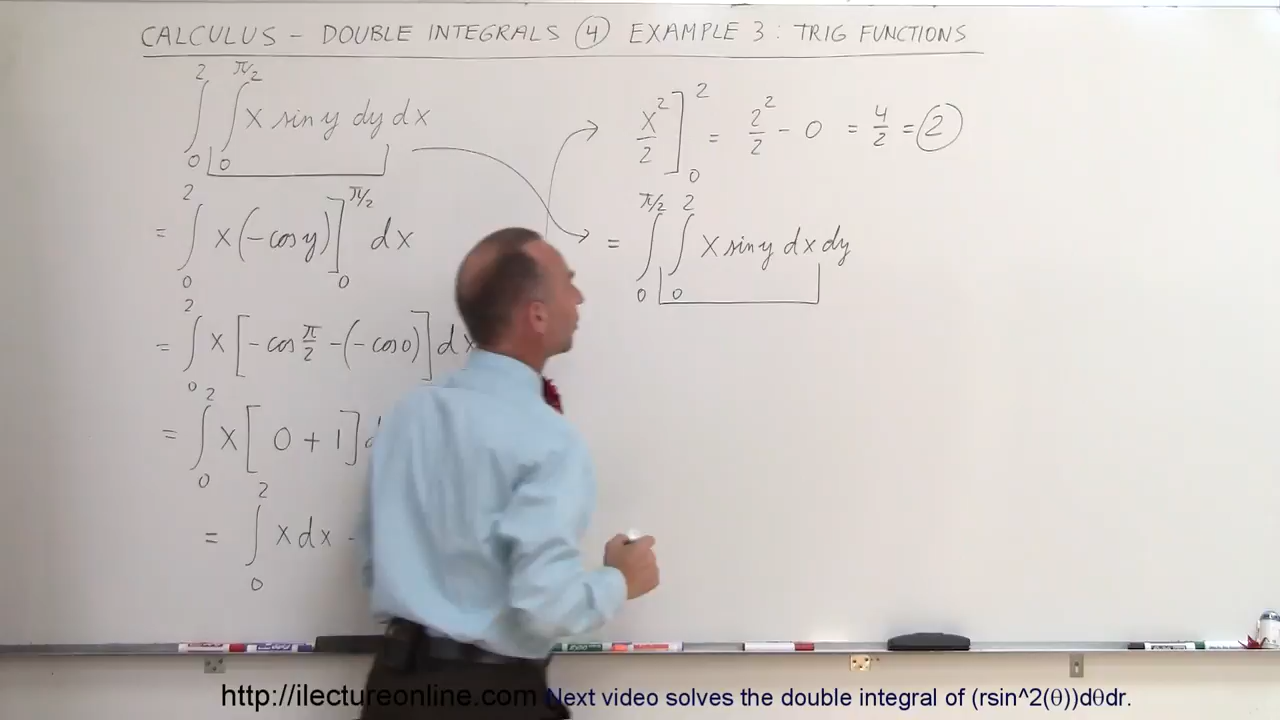 CALCULUS - DOUBLE INTEGRALS ④ EXAMPLE 3 : TRIG FUNCTIONS
∫₀² ∫₀^(π/2) x sin y dy dx
= ∫₀² x(-cos y)]₀^(π/2) dx
= ∫₀² x[-cos π/2 -(-cos 0)] dx
= ∫₀² x[0 + 1] d
= ∫₀² x dx -
x²/2 ]₀² = 2²/2 - 0 = 4/2 = 2
= ∫₀^(π/2) ∫₀² x sin y dx dy
http://ilectureonline.com Next video solves the double integral of (rsin^2(θ))dθdr.